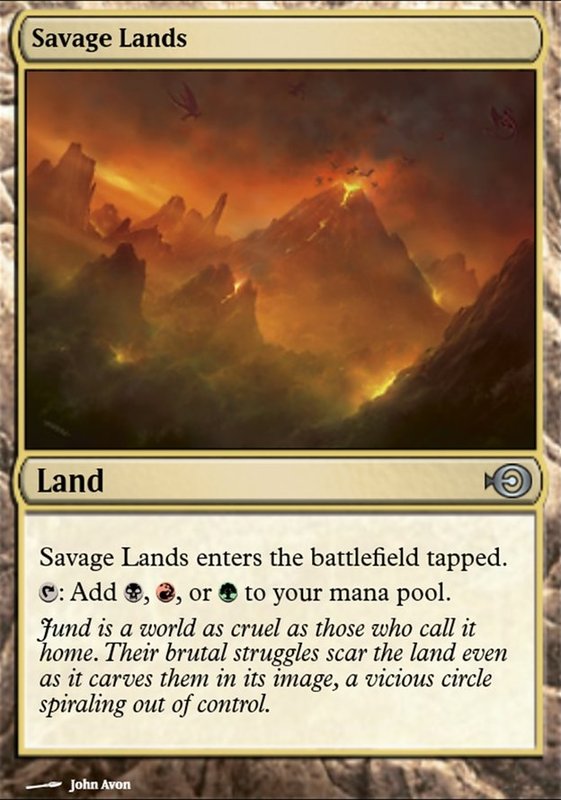 Savage Lands
Land
Savage Lands enters the battlefield tapped.
: Add , , or to your mana pool.
Jund is a world as cruel as those who call it
home. Their brutal struggles scar the land even
as it carves them in its image, a vicious circle
spiraling out of control.
John Avon